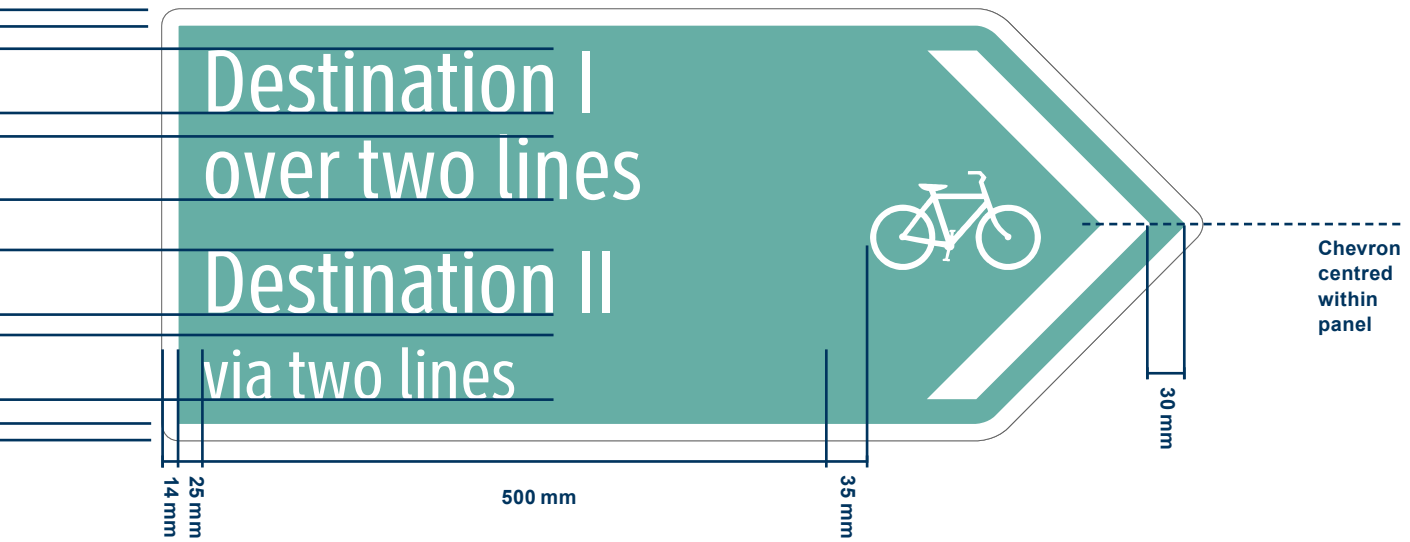 Destination I
over two lines
Destination II
via two lines
Chevron
centred
within
panel
30 mm
14 mm
25 mm
500 mm
35 mm